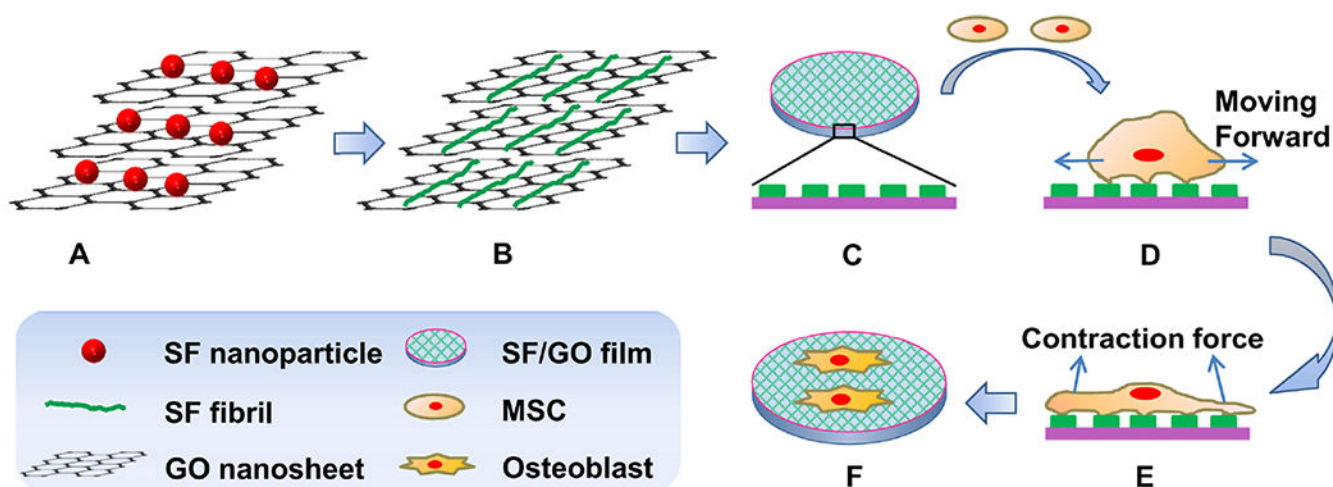 Moving
Forward
A
B
C
D
SF nanoparticle
SF/GO film
SF fibril
MSC
GO nanosheet
Osteoblast
Contraction force
F
E